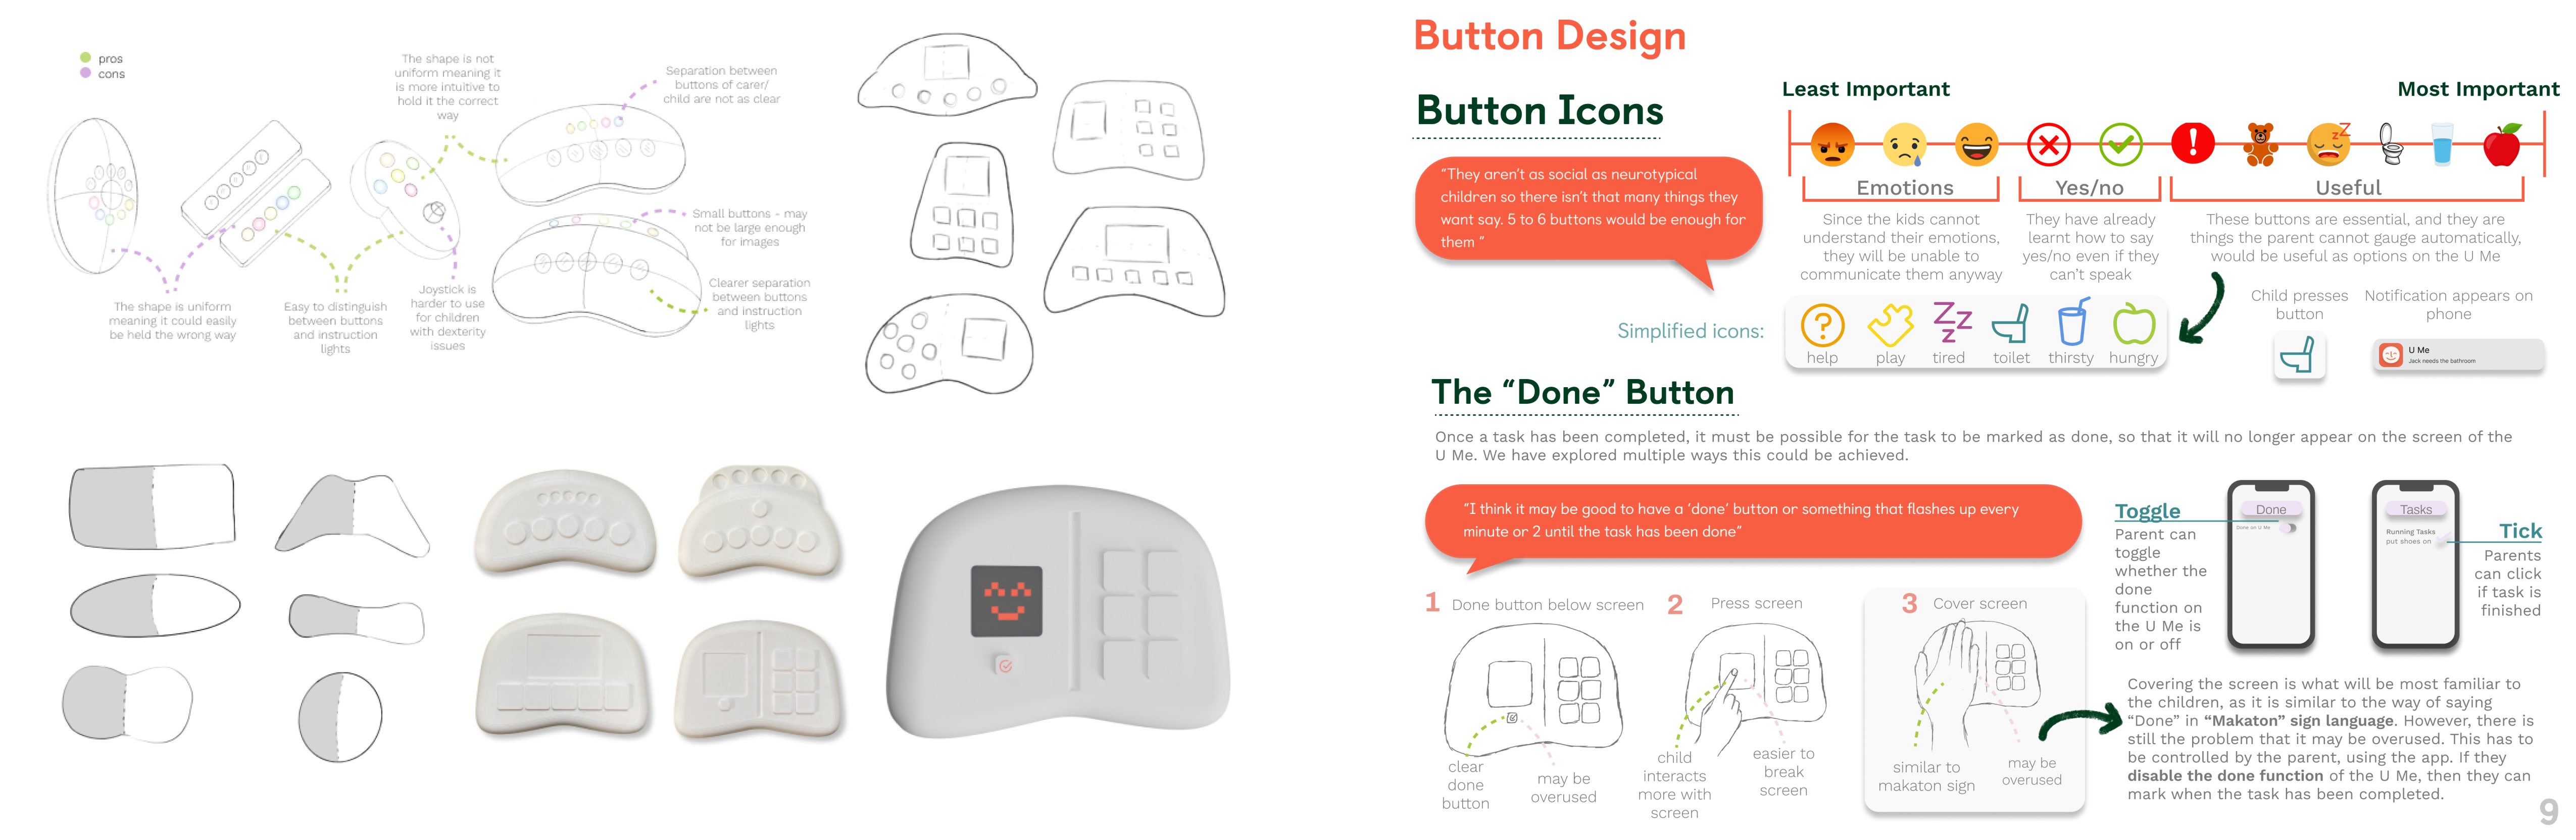 pros
cons
The shape is not
uniform meaning it
is more intuitive to
hold it the correct
way
Separation between
buttons of carer/
child are not as clear
Small buttons - may
not be large enough
for images
Clearer separation
between buttons
and instruction
lights
The shape is uniform
meaning it could easily
be held the wrong way
Easy to distinguish
between buttons
and instruction
lights
Joystick is
harder to use
for children
with dexterity
issues
Button Design
Button Icons
"They aren't as social as neurotypical
children so there isn't that many things they
want say. 5 to 6 buttons would be enough for
them "
Least Important
Most Important
Emotions
Yes/no
Useful
Since the kids cannot
understand their emotions,
they will be unable to
communicate them anyway
They have already
learnt how to say
yes/no even if they
can't speak
These buttons are essential, and they are
things the parent cannot gauge automatically,
would be useful as options on the U Me
Simplified icons:
help
play
tired
toilet
thirsty
hungry
Child presses
button
Notification appears on
phone
U Me
Jack needs the bathroom
The “Done” Button
Once a task has been completed, it must be possible for the task to be marked as done, so that it will no longer appear on the screen of the
U Me. We have explored multiple ways this could be achieved.
"I think it may be good to have a 'done' button or something that flashes up every
minute or 2 until the task has been done"
1 Done button below screen
clear
done
button
may be
overused
2 Press screen
child
interacts
more with
screen
easier to
break
screen
3 Cover screen
similar to
makaton sign
may be
overused
Toggle
Parent can
toggle
whether the
done
function on
the U Me is
on or off
Done
Done on U Me
Tasks
Running Tasks
put shoes on
Tick
Parents
can click
if task is
finished
Covering the screen is what will be most familiar to
the children, as it is similar to the way of saying
“Done” in “Makaton” sign language. However, there is
still the problem that it may be overused. This has to
be controlled by the parent, using the app. If they
disable the done function of the U Me, then they can
mark when the task has been completed.
9